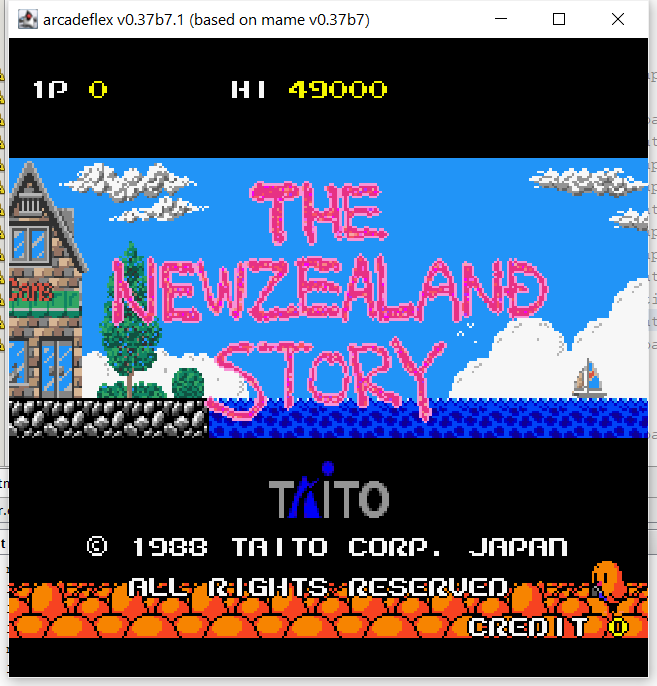 arcadeflex v0.37b7.1 (based on mame v0.37b7)
1P 0 HI 49000
THE
NEWZEALAND
STORY
Cafe
TAITO
© 1988 TAITO CORP. JAPAN
ALL RIGHTS RESERVED
CREDIT 0